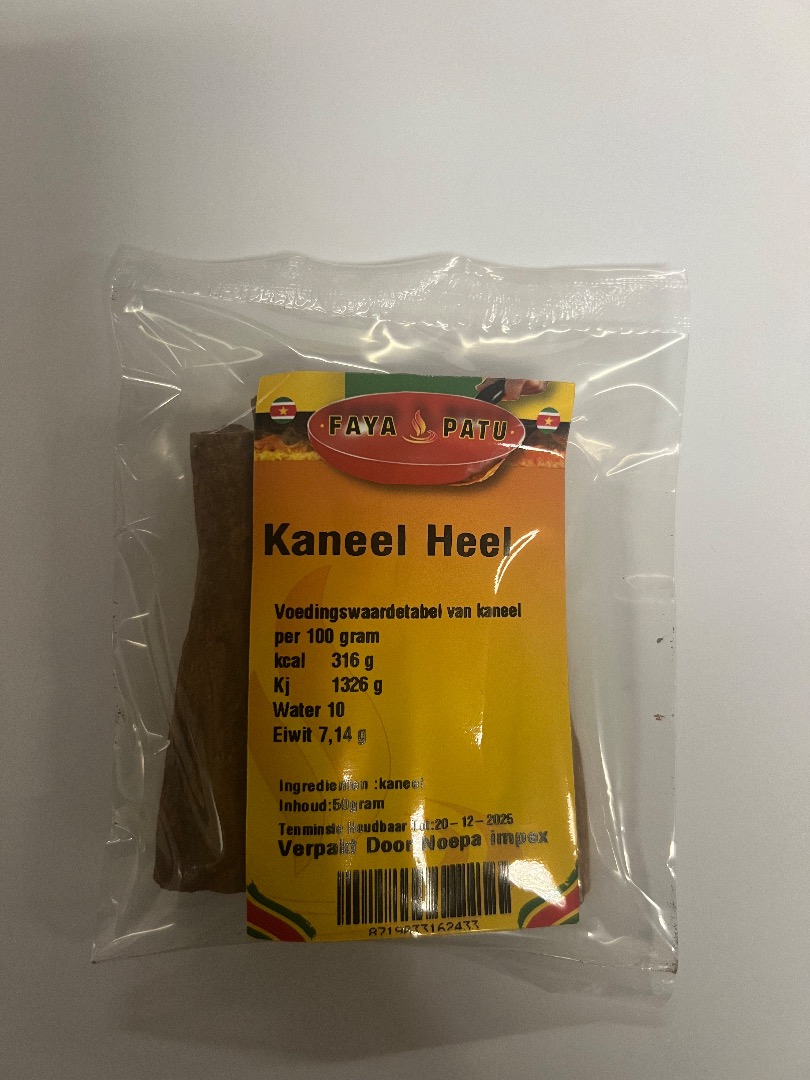 FAYA PATU
Kaneel Heel
Voedingswaardetabel van kaneel
per 100 gram
kcal 316 g
Kj 1326 g
Water 10
Eiwit 7,14 g
Ingredienten :kaneel
Inhoud:50gram
Tenminste Houdbaar Tot:20-12-2025
Verpakt Door Noepa impex
8719833162433